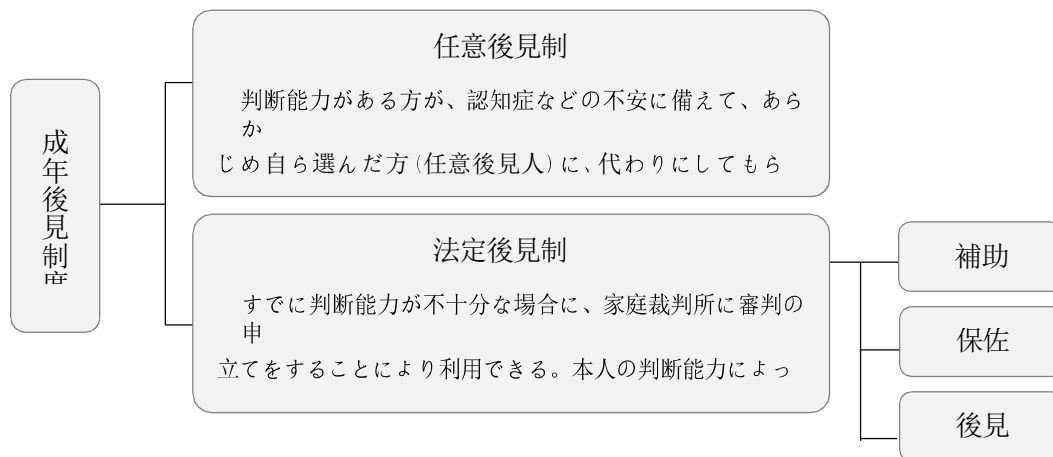 成年後見制度
任意後見制
判断能力がある方が、認知症などの不安に備えて、あら
か
じめ自ら選んだ方(任意後見人)に、代わりにしてもら
法定後見制
すでに判断能力が不十分な場合に、家庭裁判所に審判の
申
立てをすることにより利用できる。本人の判断能力によっ
補助
保佐
後見